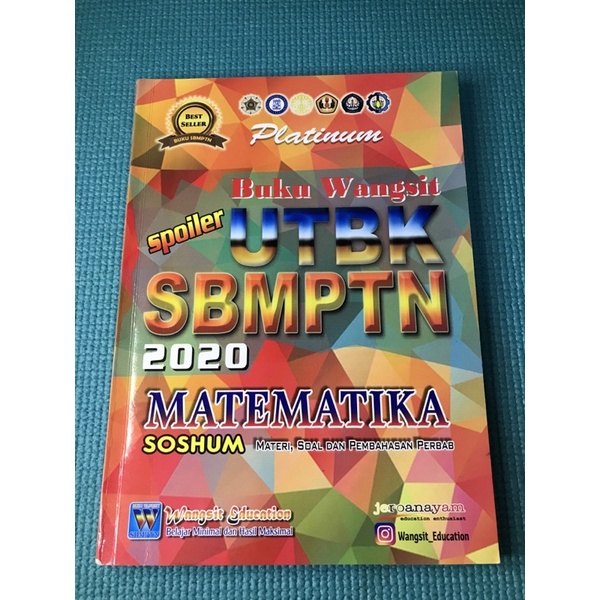 BEST
SELLER
BUKU SBMPTN
Platinum
Buku Wangsit
spoiler UTBK
SBMPTN
2020
MATEMATIKA
SOSHUM MATERI, SOAL DAN PEMBAHASAN PERBAB
Wangsit Education
Belajar Minimal dan Hasil Maksimal
jeroanayam
education enthusiast
Wangsit_Education